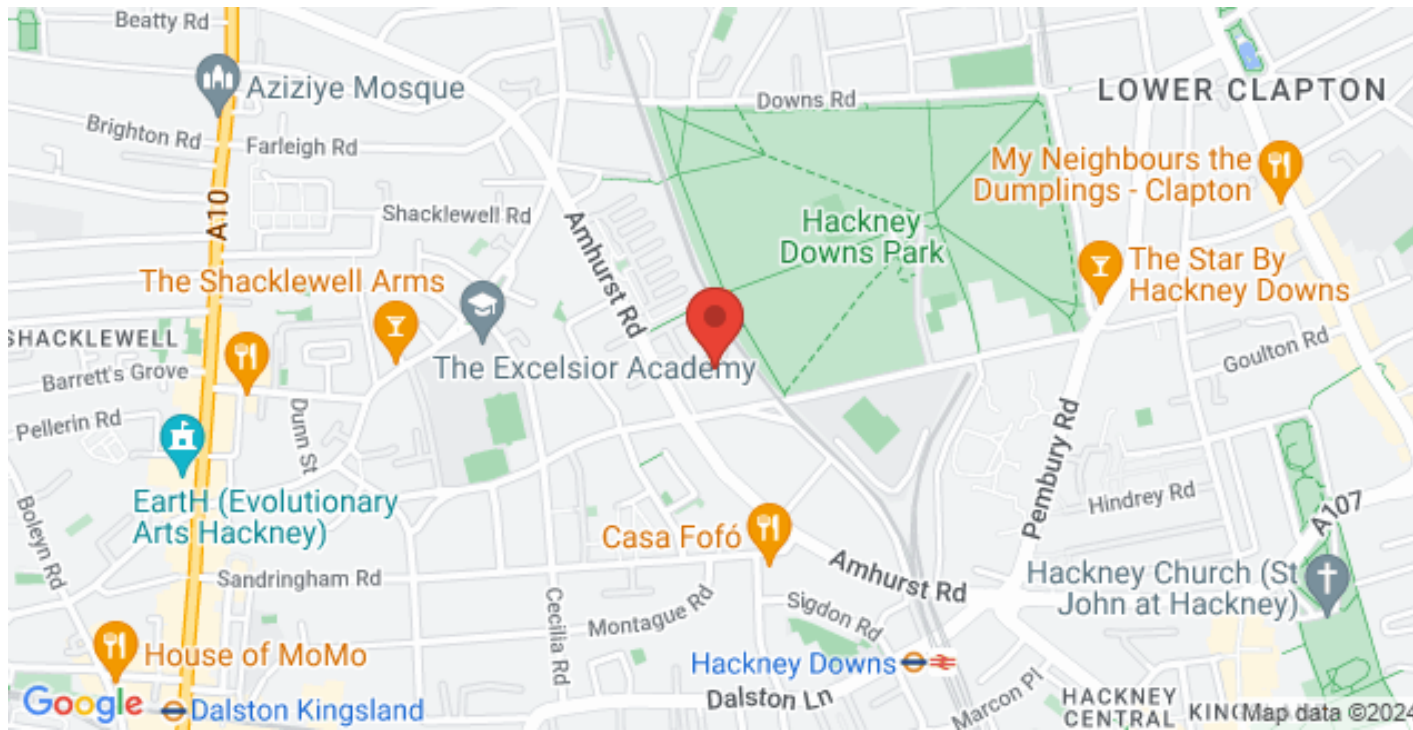 Beatty Rd
Aziziye Mosque
Downs Rd
LOWER CLAPTON
Brighton Rd
Farleigh Rd
A10
My Neighbours the
Dumplings - Clapton
Shacklewell Rd
Amhurst Rd
Hackney
Downs Park
The Shacklewell Arms
The Star By
Hackney Downs
SHACKLEWELL
Barrett's Grove
The Excelsior Academy
Goulton Rd
Pellerin Rd
Dunn St
Pembury Rd
EartH (Evolutionary
Arts Hackney)
Boleyn Rd
Hindrey Rd
A107
Casa Fofó
Sandringham Rd
Amhurst Rd
Hackney Church (St
John at Hackney)
Cecilia Rd
Montague Rd
Sigdon Rd
House of MoMo
Hackney Downs
Marcon Pl
Google
Dalston Kingsland
Dalston Ln
HACKNEY
CENTRAL
KING
Map data ©2024